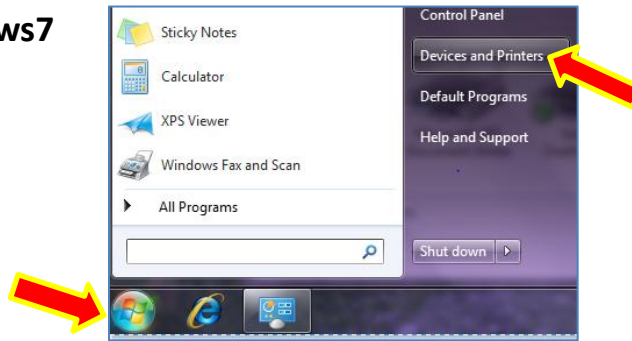 ws7
Sticky Notes
Calculator
XPS Viewer
Windows Fax and Scan
All Programs
Control Panel
Devices and Printers
Default Programs
Help and Support
Shut down